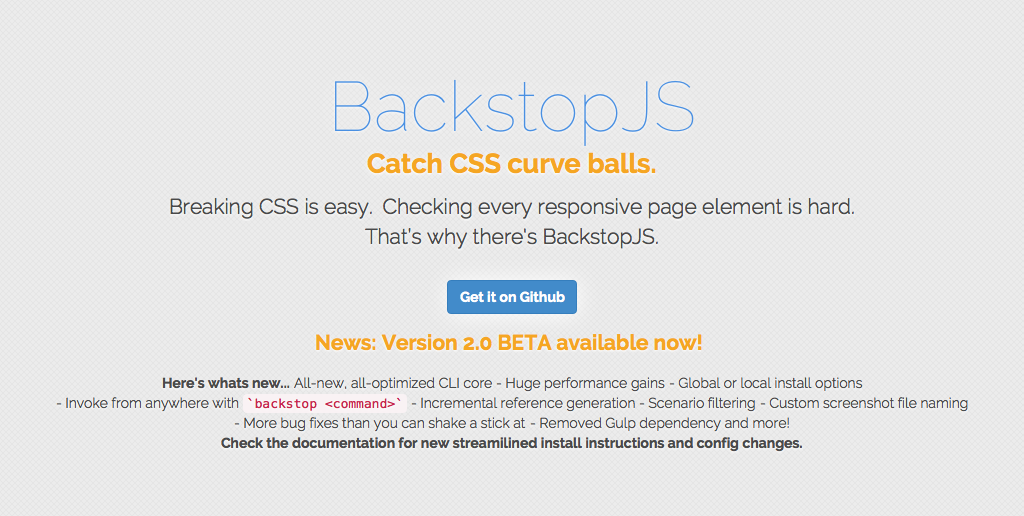 BackstopJS
Catch CSS curve balls.
Breaking CSS is easy.  Checking every responsive page element is hard.
That's why there's BackstopJS.
Get it on Github
News: Version 2.0 BETA available now!
Here's whats new... All-new, all-optimized CLI core - Huge performance gains - Global or local install options
- Invoke from anywhere with `backstop <command>` - Incremental reference generation - Scenario filtering - Custom screenshot file naming
- More bug fixes than you can shake a stick at - Removed Gulp dependency and more!
Check the documentation for new streamilined install instructions and config changes.